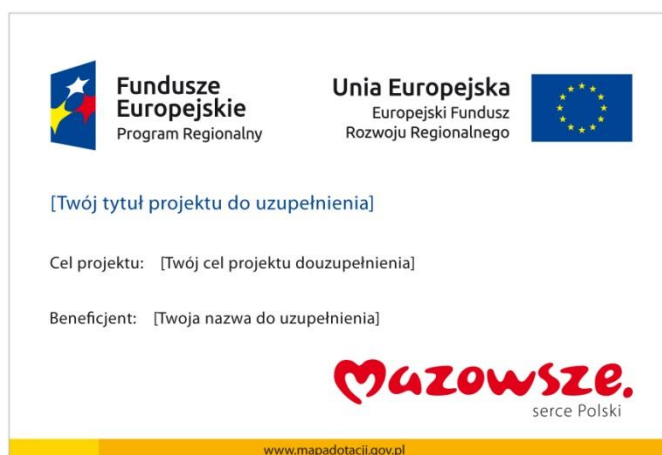 Fundusze
Europejskie
Program Regionalny
Unia Europejska
Europejski Fundusz
Rozwoju Regionalnego
[Twój tytuł projektu do uzupełnienia]
Cel projektu: [Twój cel projektu douzupełnienia]
Beneficjent: [Twoja nazwa do uzupełnienia]
Mazowsze.
serce Polski
www.mapadotacji.gov.pl